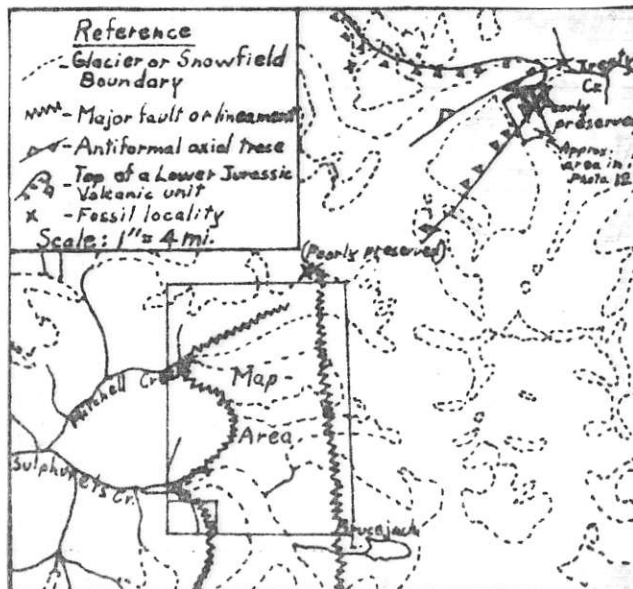 Reference
Glacier or Snowfield
Boundary
- Major fault or lineament
- Antiformal axial trase
- Top of a Lower Jurassic
Volcanic unit
x - Fossil locality
Scale: 1" = 4 mi.
Treaty
Cr.
Poorly
preserved
Approx.
area in
Photo 12
(Poorly preserved)
Map
Area
Mitchell Cr.
Sulphurets Cr.
Brucejack